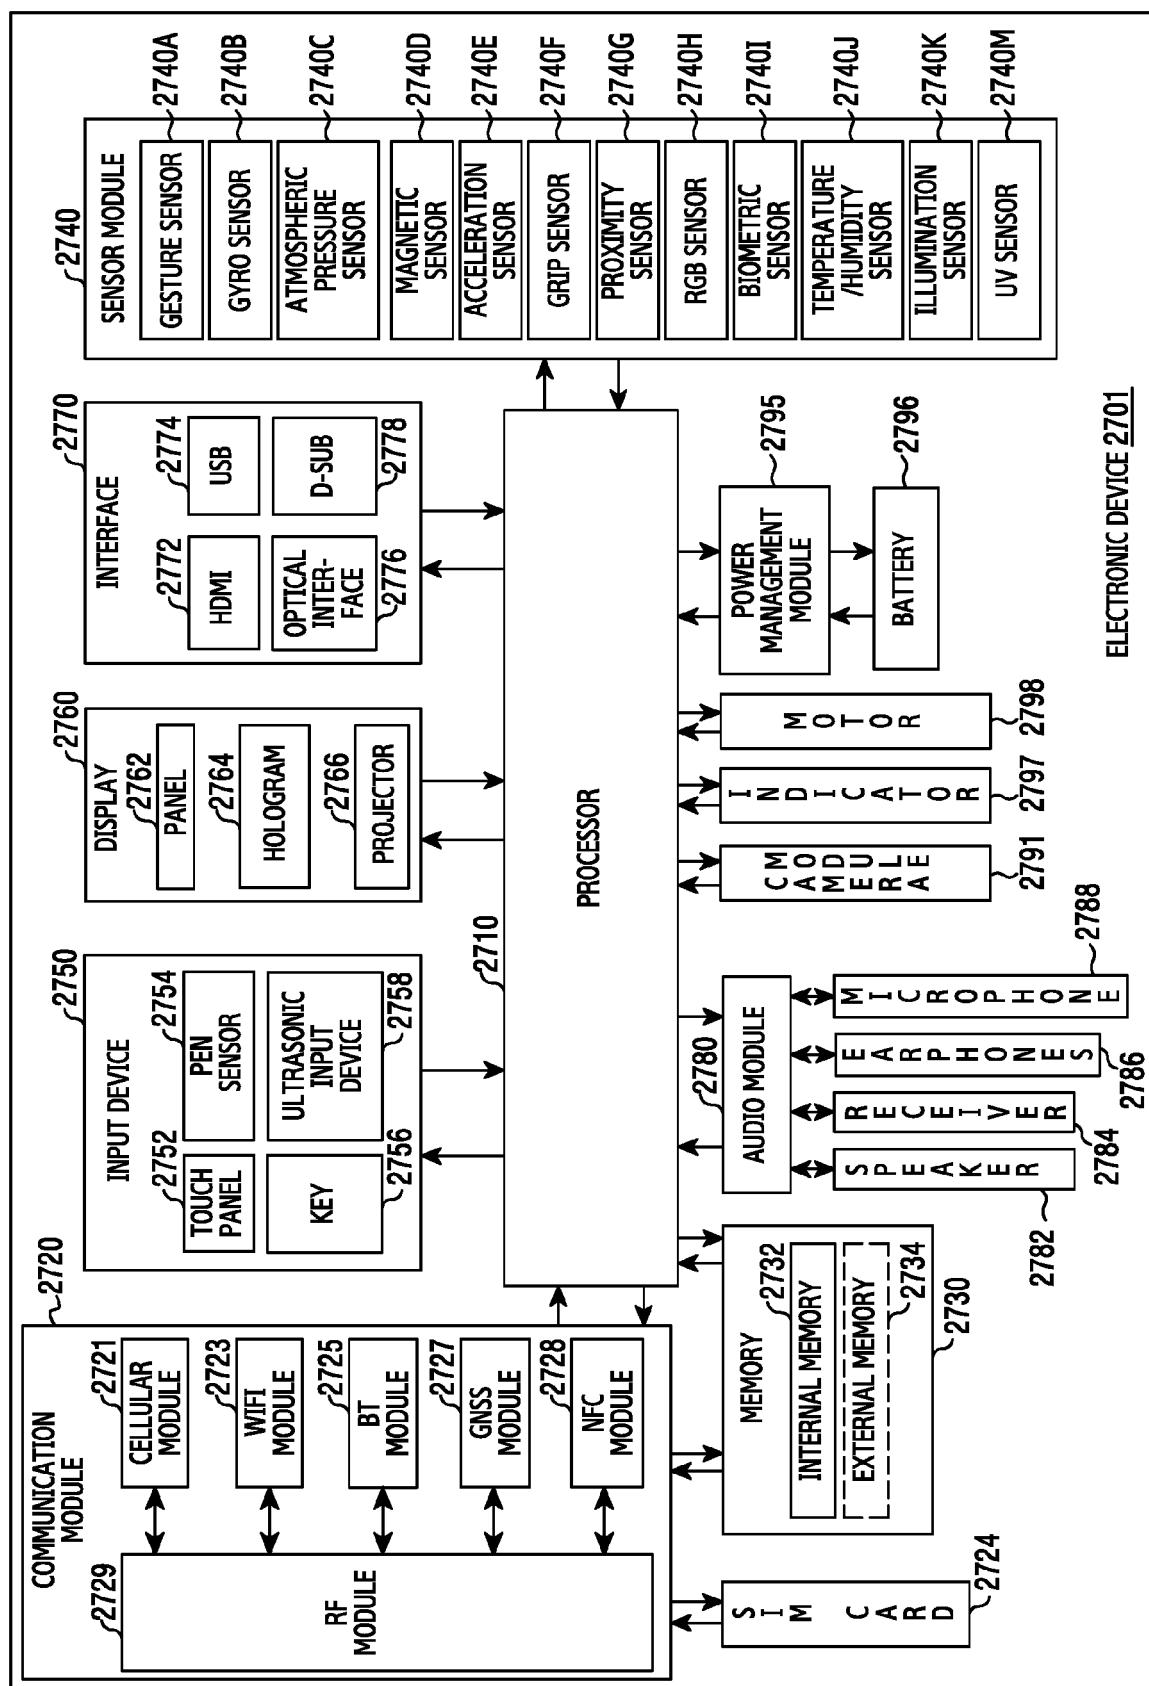 COMMUNICATION
MODULE
2720
2729
RF
MODULE
2721
CELLULAR
MODULE
2723
WIFI
MODULE
2725
BT
MODULE
2727
GNSS
MODULE
2728
NFC
MODULE
INPUT DEVICE
2750
2752
TOUCH
PANEL
2754
PEN
SENSOR
KEY
2756
ULTRASONIC
INPUT
DEVICE
2758
DISPLAY
2760
2762
PANEL
2764
HOLOGRAM
2766
PROJECTOR
INTERFACE
2770
2772
HDMI
2774
USB
OPTICAL
INTER-
FACE
2776
D-SUB
2778
2740
SENSOR MODULE
GESTURE SENSOR
2740A
GYRO SENSOR
2740B
ATMOSPHERIC
PRESSURE
SENSOR
2740C
MAGNETIC
SENSOR
2740D
ACCELERATION
SENSOR
2740E
GRIP SENSOR
2740F
PROXIMITY
SENSOR
2740G
RGB SENSOR
2740H
BIOMETRIC
SENSOR
2740I
TEMPERATURE
/HUMIDITY
SENSOR
2740J
ILLUMINATION
SENSOR
2740K
UV SENSOR
2740M
2710
PROCESSOR
SIM CARD
2724
MEMORY
2730
INTERNAL MEMORY
2732
EXTERNAL MEMORY
2734
2780
AUDIO MODULE
SPEAKER
2782
RECEIVER
2784
EARPHONES
2786
MICROPHONE
2788
CAMERA
MODULE
2791
INDICATOR
2797
MOTOR
2798
POWER
MANAGEMENT
MODULE
2795
BATTERY
2796
ELECTRONIC DEVICE 2701